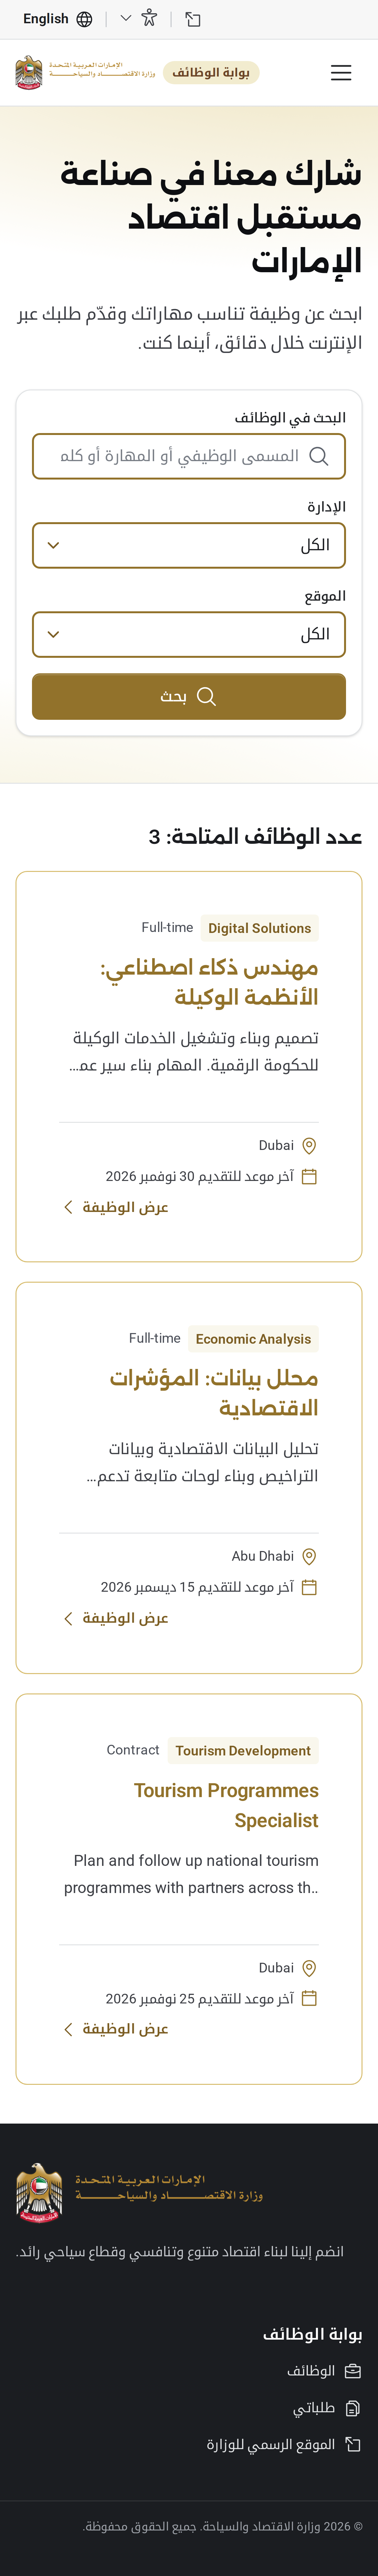 English
الإمارات العربية المتحدة
وزارة الاقتصاد والسياحة
بوابة الوظائف
شارك معنا في صناعة
مستقبل اقتصاد
الإمارات
ابحث عن وظيفة تناسب مهاراتك وقدّم طلبك عبر
الإنترنت خلال دقائق، أينما كنت.
البحث في الوظائف
المسمى الوظيفي أو المهارة أو كلم
الإدارة
الكل
الموقع
الكل
بحث
عدد الوظائف المتاحة: 3
Digital Solutions
Full-time
مهندس ذكاء اصطناعي:
الأنظمة الوكيلة
تصميم وبناء وتشغيل الخدمات الوكيلة
للحكومة الرقمية. المهام بناء سير عم...
Dubai
آخر موعد للتقديم 30 نوفمبر 2026
عرض الوظيفة
Economic Analysis
Full-time
محلل بيانات: المؤشرات
الاقتصادية
تحليل البيانات الاقتصادية وبيانات
التراخيص وبناء لوحات متابعة تدعم...
Abu Dhabi
آخر موعد للتقديم 15 ديسمبر 2026
عرض الوظيفة
Tourism Development
Contract
Tourism Programmes
Specialist
Plan and follow up national tourism
programmes with partners across th..
Dubai
آخر موعد للتقديم 25 نوفمبر 2026
عرض الوظيفة
الإمارات العربية المتحدة
وزارة الاقتصاد والسياحة
انضم إلينا لبناء اقتصاد متنوع وتنافسي وقطاع سياحي رائد.
بوابة الوظائف
الوظائف
طلباتي
الموقع الرسمي للوزارة
© 2026 وزارة الاقتصاد والسياحة. جميع الحقوق محفوظة.